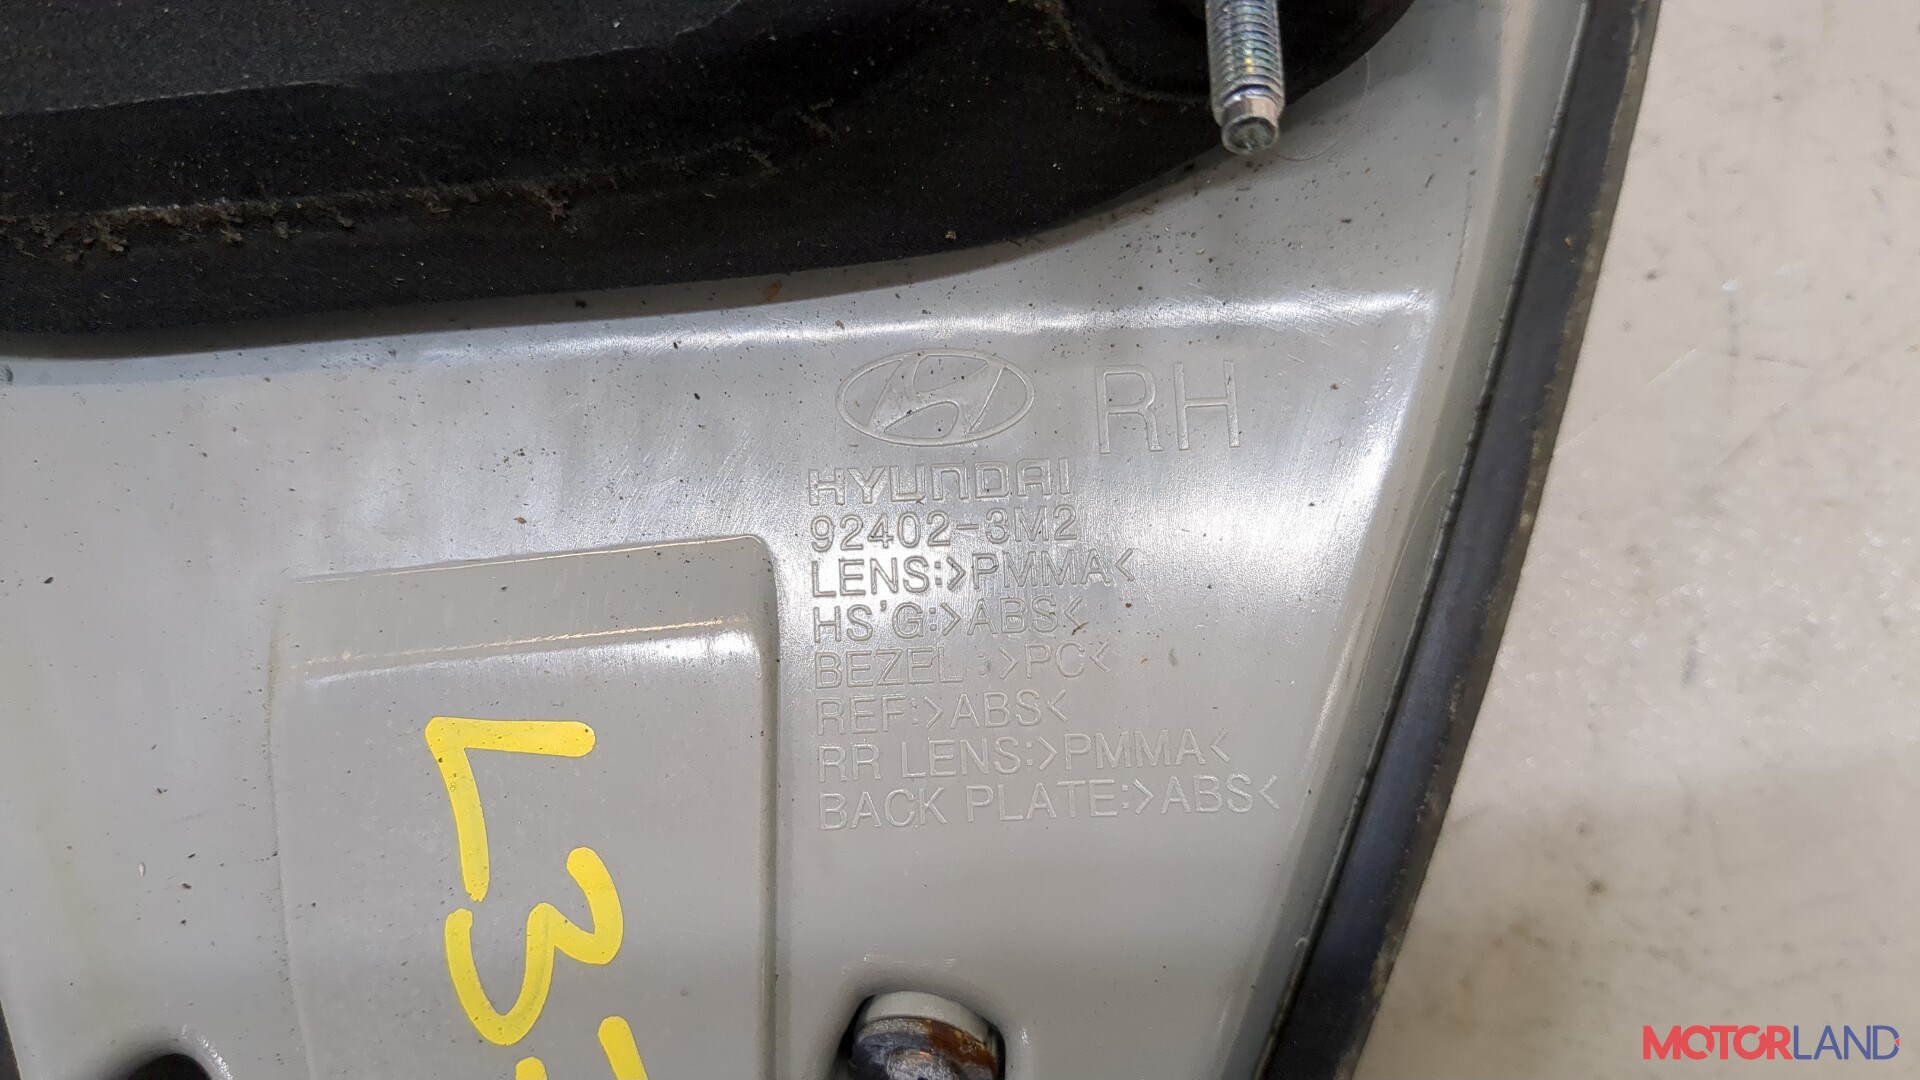 RH
HYUNDAI
92402-3M2
LENS:>PMMA<
HS'G:>ABS<
BEZEL :>PC<
REF:>ABS<
RR LENS:>PMMA<
BACK PLATE:>ABS<
L3
MOTORLAND